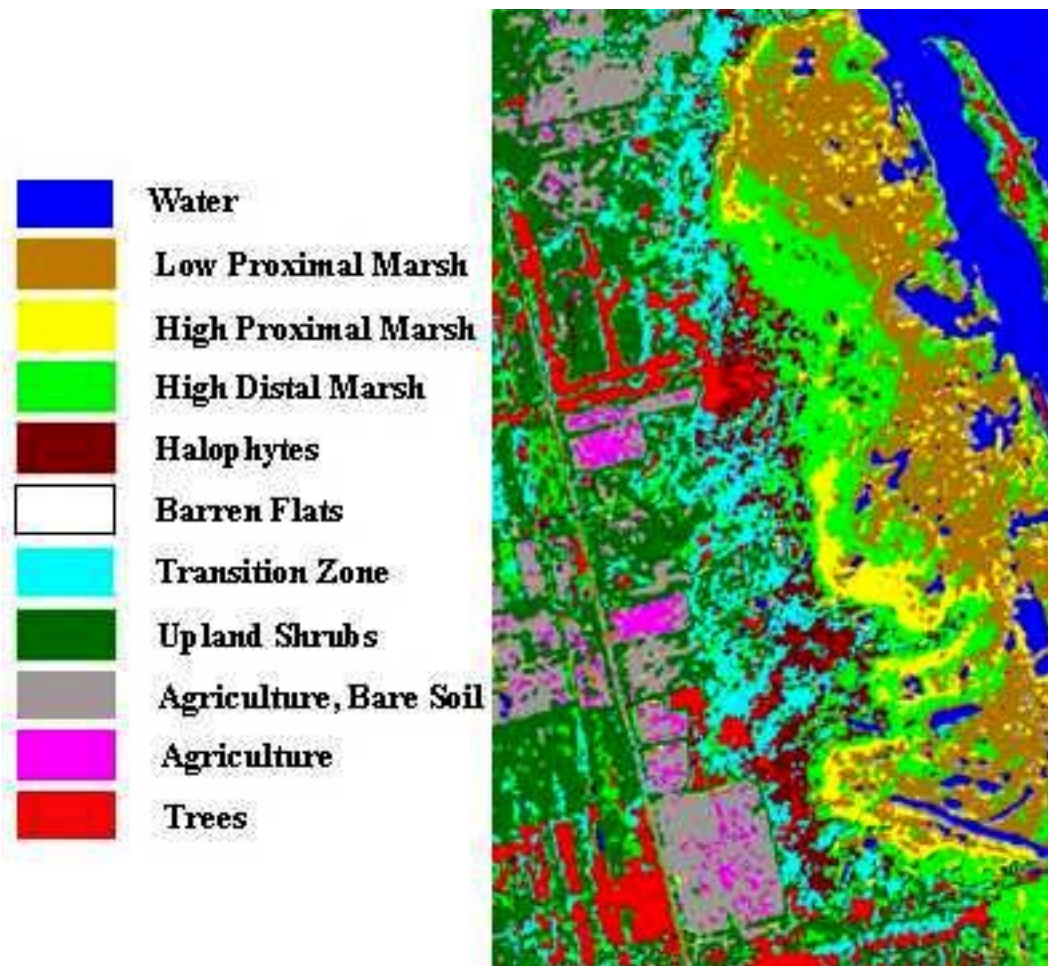 Water
Low Proximal Marsh
High Proximal Marsh
High Distal Marsh
Halophytes
Barren Flats
Transition Zone
Upland Shrubs
Agriculture, Bare Soil
Agriculture
Trees